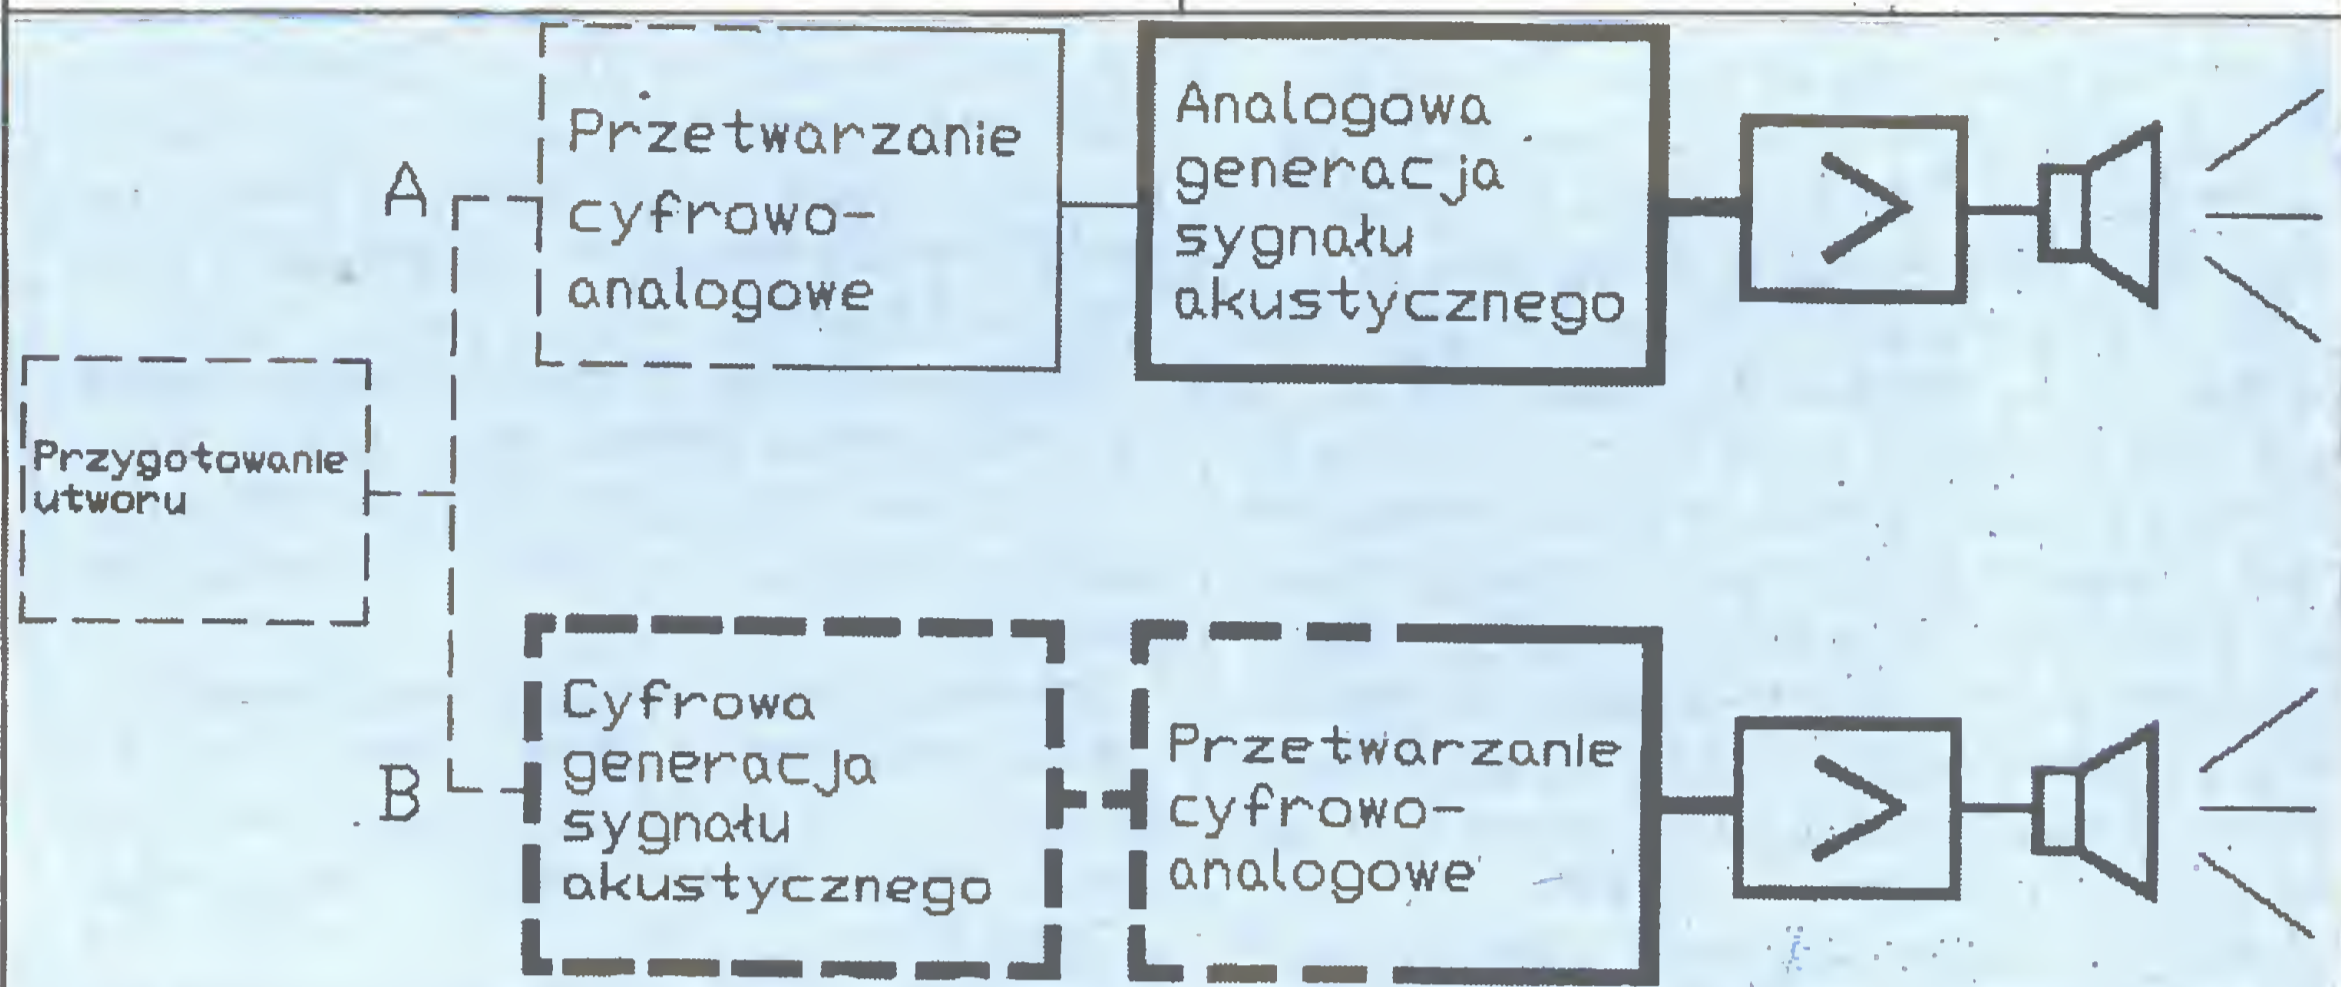 Przygotowanie
utworu
A
Przetwarzanie
cyfrowo-
analogowe
Analogowa
generacja
sygnału
akustycznego
B
Cyfrowa
generacja
sygnału
akustycznego
Przetwarzanie
cyfrowo-
analogowe